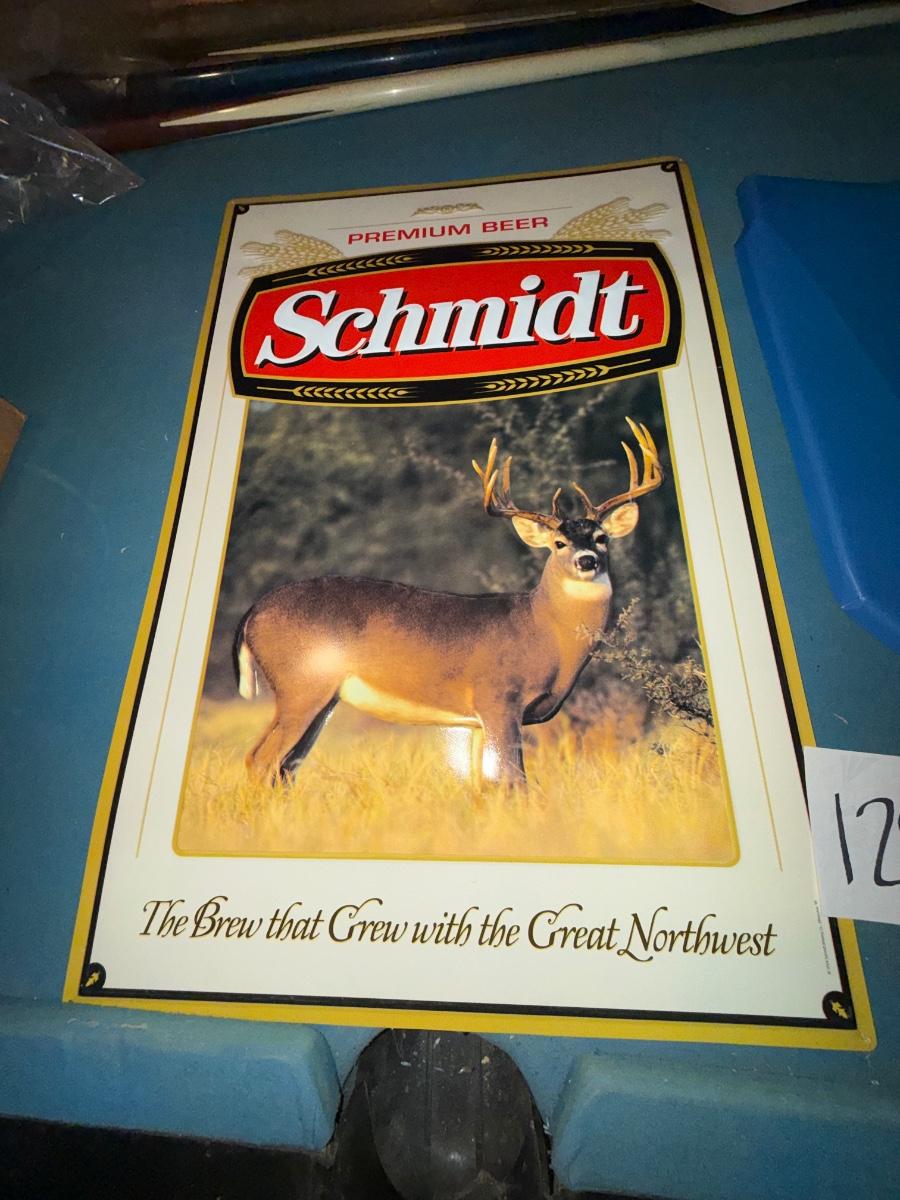 PREMIUM BEER
Schmidt
The Brew that Grew with the Great Northwest